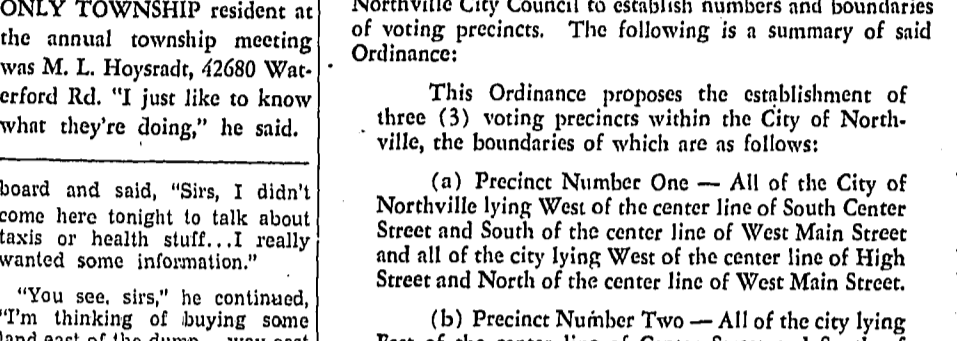 ONLY TOWNSHIP resident at
the annual township meeting
was M. L. Hoysradt, 42680 Wat-
erford Rd. "I just like to know
what they're doing," he said.
board and said, "Sirs, I didn't
come here tonight to talk about
taxis or health stuff...I really
wanted some information."
"You see, sirs," he continued,
"I'm thinking of buying some
land east of the dump
Northville City Council to establish numbers and boundaries
of voting precincts. The following is a summary of said
Ordinance:
This Ordinance proposes the establishment of
three (3) voting precincts within the City of North-
ville, the boundaries of which are as follows:
(a) Precinct Number One — All of the City of
Northville lying West of the center line of South Center
Street and South of the center line of West Main Street
and all of the city lying West of the center line of High
Street and North of the center line of West Main Street.
(b) Precinct Number Two — All of the city lying